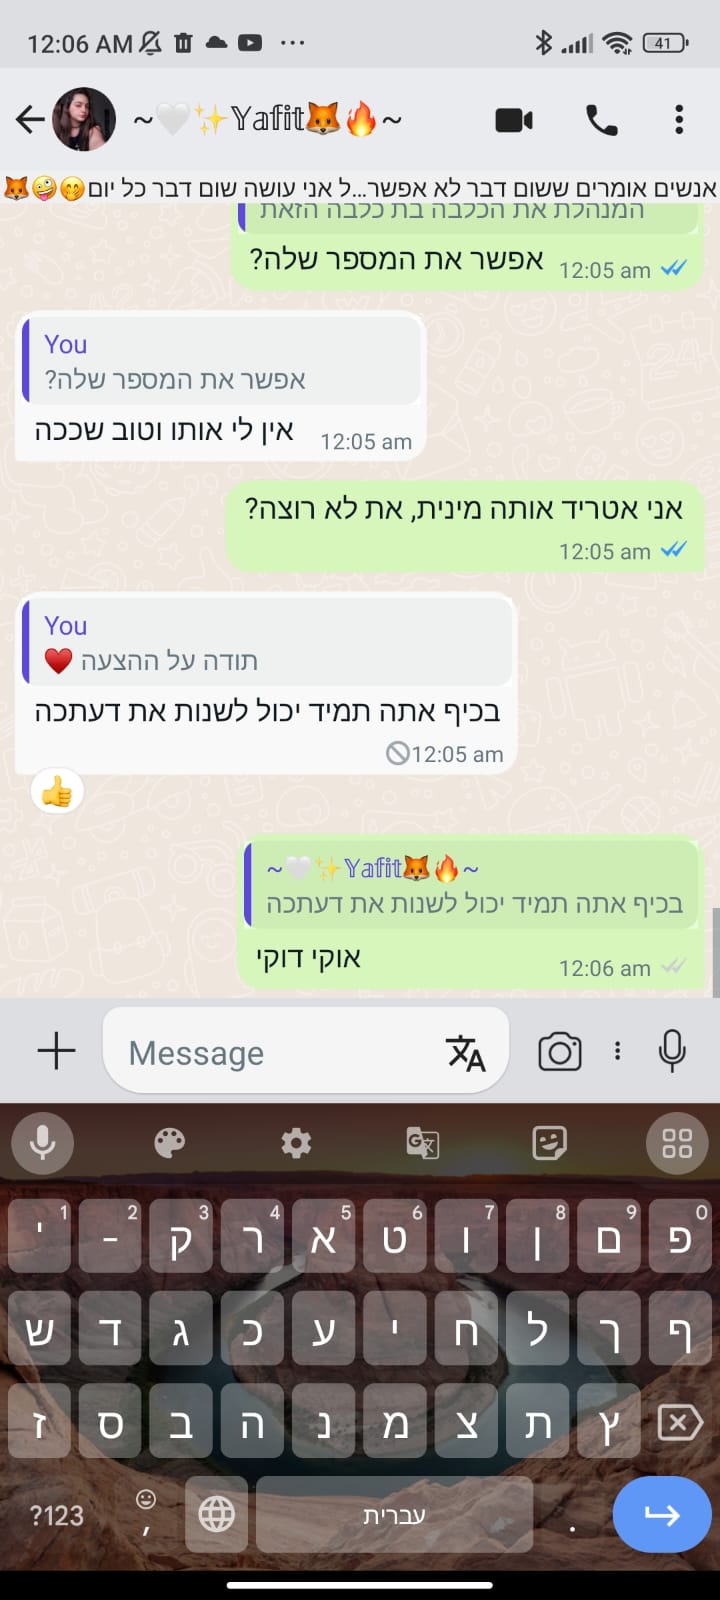 12:06 AM
41
~🤍✨𝕐𝕒𝕗𝕚𝕥🦊🔥~
אנשים אומרים ששום דבר לא אפשר...ל אני עושה שום דבר כל יום🤭🤪🦊
המנהלת את הכלבה בת כלבה הזאת
אפשר את המספר שלה?
12:05 am
You
אפשר את המספר שלה?
אין לי אותו וטוב שככה
12:05 am
אני אטריד אותה מינית, את לא רוצה?
12:05 am
You
תודה על ההצעה ♥️
בכיף אתה תמיד יכול לשנות את דעתכה
🚫12:05 am
👍
~🤍✨𝕐𝕒𝕗𝕚𝕥🦊🔥~
בכיף אתה תמיד יכול לשנות את דעתכה
אוקי דוקי
12:06 am
Message
1 2 3 4 5 6 7 8 9 0
' - ק ר א ט ו ן ם פ
ש ד ג כ ע י ח ל ך ף
ז ס ב ה נ מ צ ת ץ
?123 , עברית .